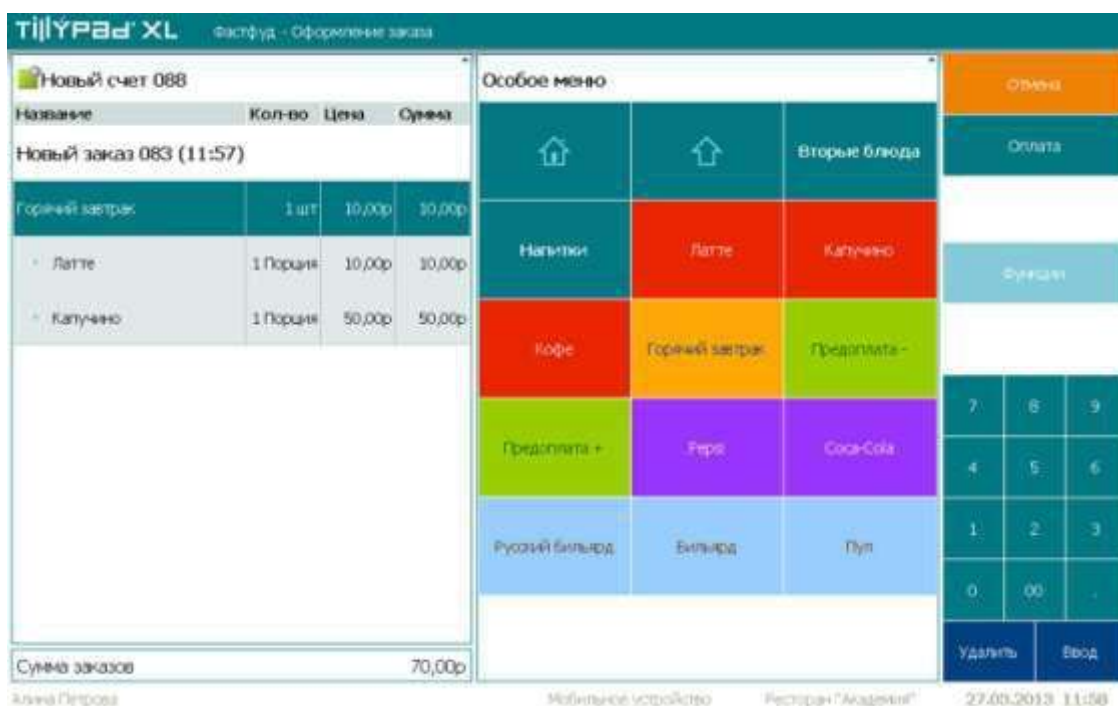 TillYPad XL Фастфуд - Оформление заказа
Новый счет 088
Название Кол-во Цена Сумма
Новый заказ 083 (11:57)
Горячий завтрак 1 шт 10,00р 10,00р
Латте 1 Порция 10,00р 10,00р
Капучино 1 Порция 50,00р 50,00р
Сумма заказов 70,00р
Особое меню
Вторые блюда
Напитки Латте Капучино
Кофе Горячий завтрак Предоплата -
Предоплата + Pepsi Coca-Cola
Русский бильярд Бильярд Пул
Отмена
Оплата
Функции
7 8 9
4 5 6
1 2 3
0 00 .
Удалить Ввод
Алина Петрова Мобильное устройство Ресторан "Академия" 27.03.2013 11:58